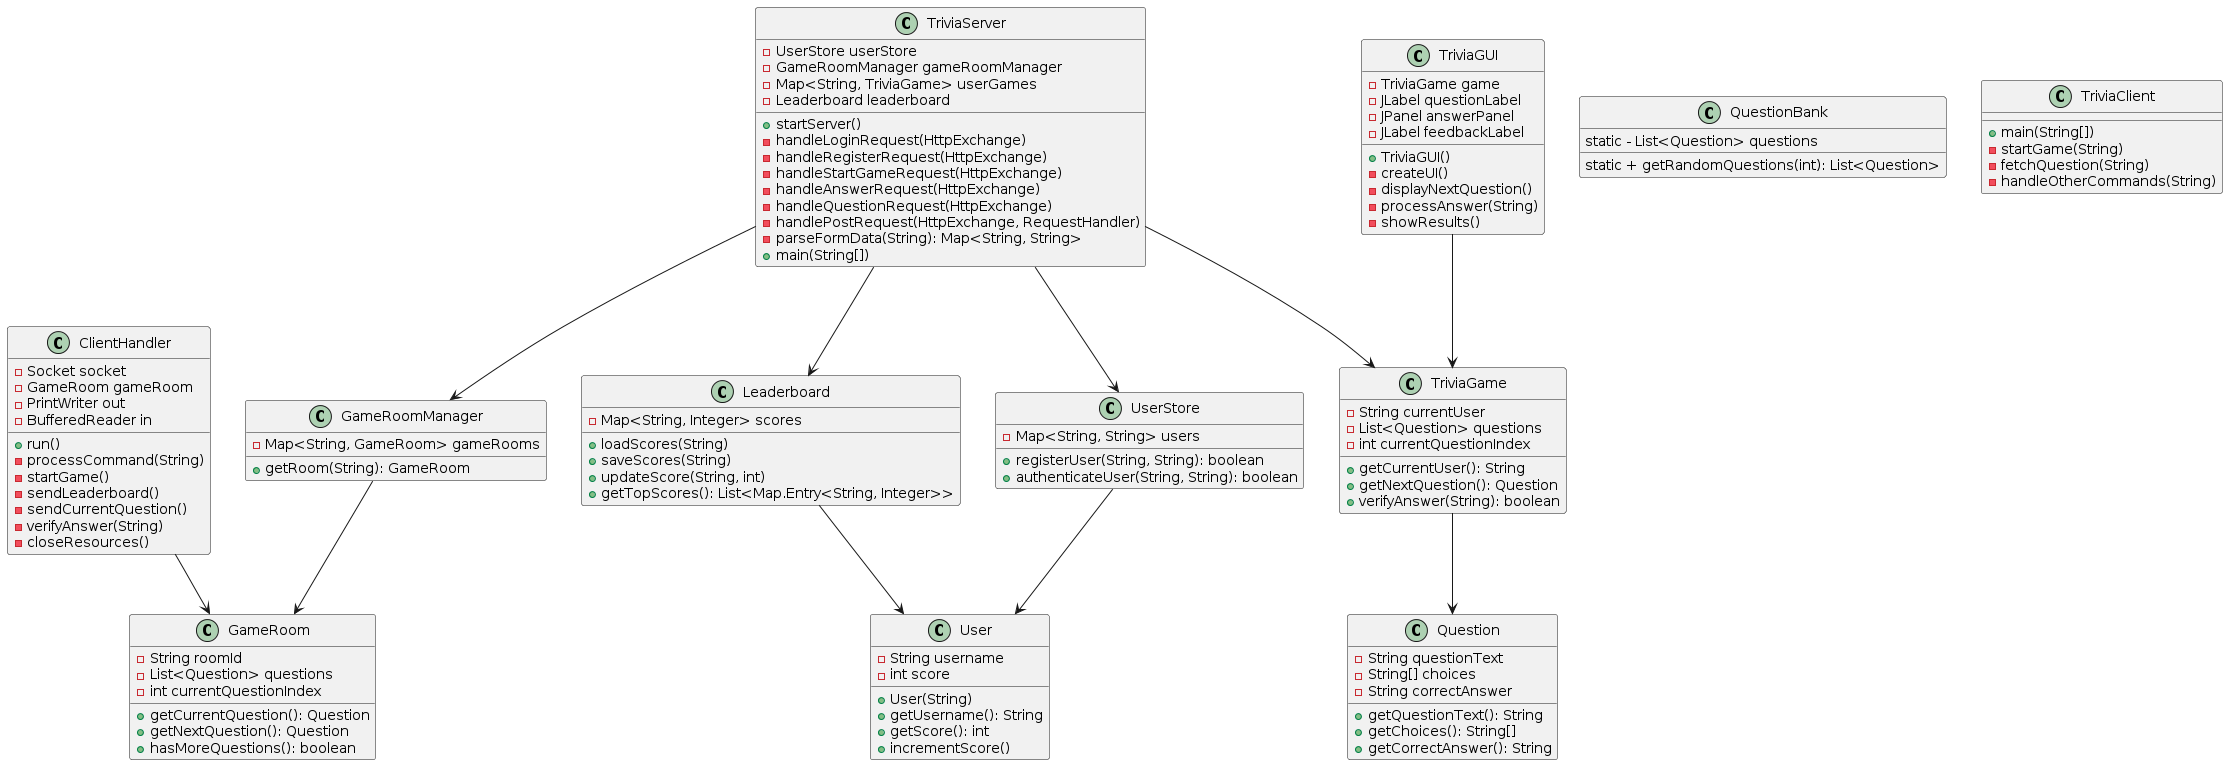 C TriviaServer
UserStore userStore
GameRoomManager gameRoomManager
Map<String, TriviaGame> userGames
Leaderboard leaderboard
startServer()
handleLoginRequest(HttpExchange)
handleRegisterRequest(HttpExchange)
handleStartGameRequest(HttpExchange)
handleAnswerRequest(HttpExchange)
handleQuestionRequest(HttpExchange)
handlePostRequest(HttpExchange, RequestHandler)
parseFormData(String): Map<String, String>
main(String[])
C TriviaGUI
TriviaGame game
JLabel questionLabel
JPanel answerPanel
JLabel feedbackLabel
TriviaGUI()
createUI()
displayNextQuestion()
processAnswer(String)
showResults()
C QuestionBank
static - List<Question> questions
static + getRandomQuestions(int): List<Question>
C TriviaClient
main(String[])
startGame(String)
fetchQuestion(String)
handleOtherCommands(String)
C ClientHandler
Socket socket
GameRoom gameRoom
PrintWriter out
BufferedReader in
run()
processCommand(String)
startGame()
sendLeaderboard()
sendCurrentQuestion()
verifyAnswer(String)
closeResources()
C GameRoomManager
Map<String, GameRoom> gameRooms
getRoom(String): GameRoom
C Leaderboard
Map<String, Integer> scores
loadScores(String)
saveScores(String)
updateScore(String, int)
getTopScores(): List<Map.Entry<String, Integer>>
C UserStore
Map<String, String> users
registerUser(String, String): boolean
authenticateUser(String, String): boolean
C TriviaGame
String currentUser
List<Question> questions
int currentQuestionIndex
getCurrentUser(): String
getNextQuestion(): Question
verifyAnswer(String): boolean
C GameRoom
String roomId
List<Question> questions
int currentQuestionIndex
getCurrentQuestion(): Question
getNextQuestion(): Question
hasMoreQuestions(): boolean
C User
String username
int score
User(String)
getUsername(): String
getScore(): int
incrementScore()
C Question
String questionText
String[] choices
String correctAnswer
getQuestionText(): String
getChoices(): String[]
getCorrectAnswer(): String